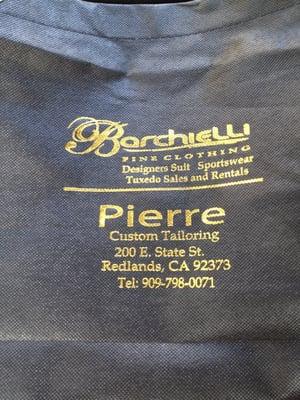 Barchielli
FINE CLOTHING
Designers Suit Sportswear
Tuxedo Sales and Rentals
Pierre
Custom Tailoring
200 E. State St.
Redlands, CA 92373
Tel: 909-798-0071